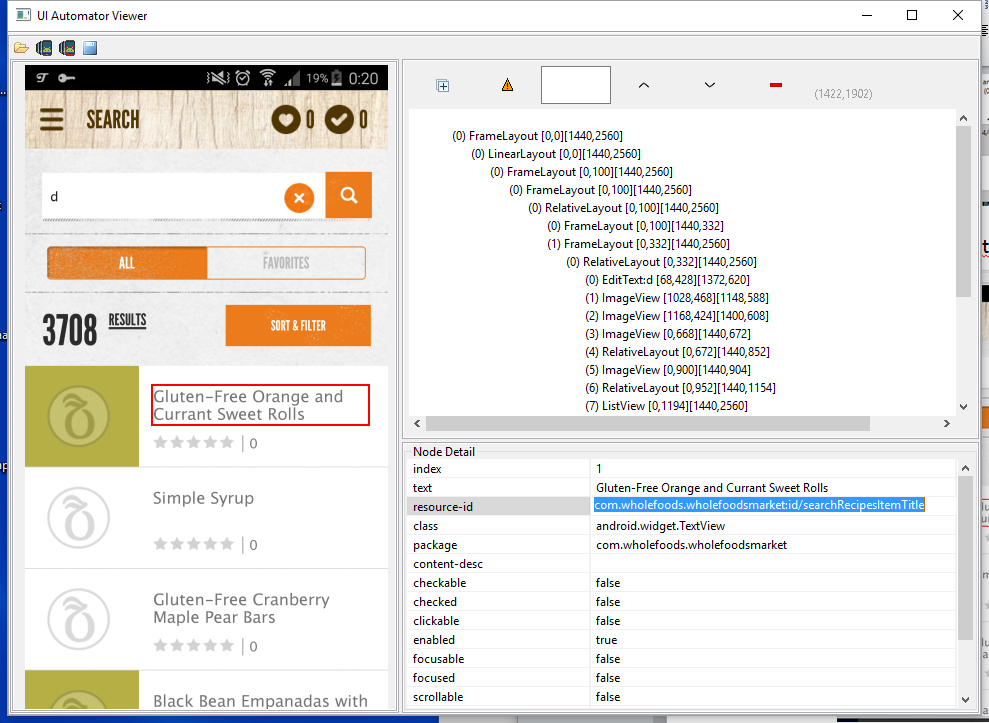 UI Automator Viewer
19% 0:20
SEARCH 0 0
d
ALL FAVORITES
3708 RESULTS SORT & FILTER
Gluten-Free Orange and
Currant Sweet Rolls
0
Simple Syrup
0
Gluten-Free Cranberry
Maple Pear Bars
0
Black Bean Empanadas with
(1422,1902)
(0) FrameLayout [0,0][1440,2560]
(0) LinearLayout [0,0][1440,2560]
(0) FrameLayout [0,100][1440,2560]
(0) FrameLayout [0,100][1440,2560]
(0) RelativeLayout [0,100][1440,2560]
(0) FrameLayout [0,100][1440,332]
(1) FrameLayout [0,332][1440,2560]
(0) RelativeLayout [0,332][1440,2560]
(0) EditText:d [68,428][1372,620]
(1) ImageView [1028,468][1148,588]
(2) ImageView [1168,424][1400,608]
(3) ImageView [0,668][1440,672]
(4) RelativeLayout [0,672][1440,852]
(5) ImageView [0,900][1440,904]
(6) RelativeLayout [0,952][1440,1154]
(7) ListView [0,1194][1440,2560]
Node Detail
index 1
text Gluten-Free Orange and Currant Sweet Rolls
resource-id com.wholefoods.wholefoodsmarket:id/searchRecipesItemTitle
class android.widget.TextView
package com.wholefoods.wholefoodsmarket
content-desc
checkable false
checked false
clickable false
enabled true
focusable false
focused false
scrollable false